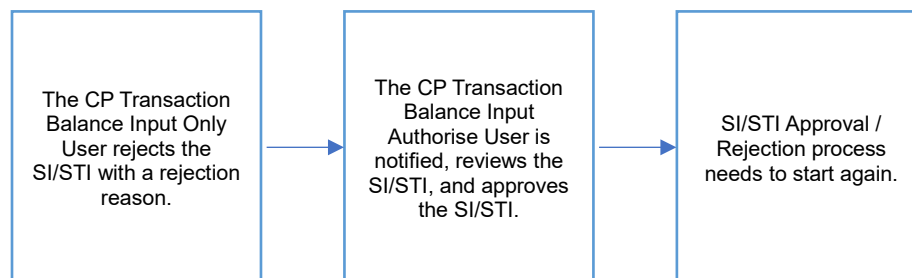 The CP Transaction
Balance Input Only
User rejects the
SI/STI with a rejection
reason.
The CP Transaction
Balance Input
Authorise User is
notified, reviews the
SI/STI, and approves
the SI/STI.
SI/STI Approval /
Rejection process
needs to start again.